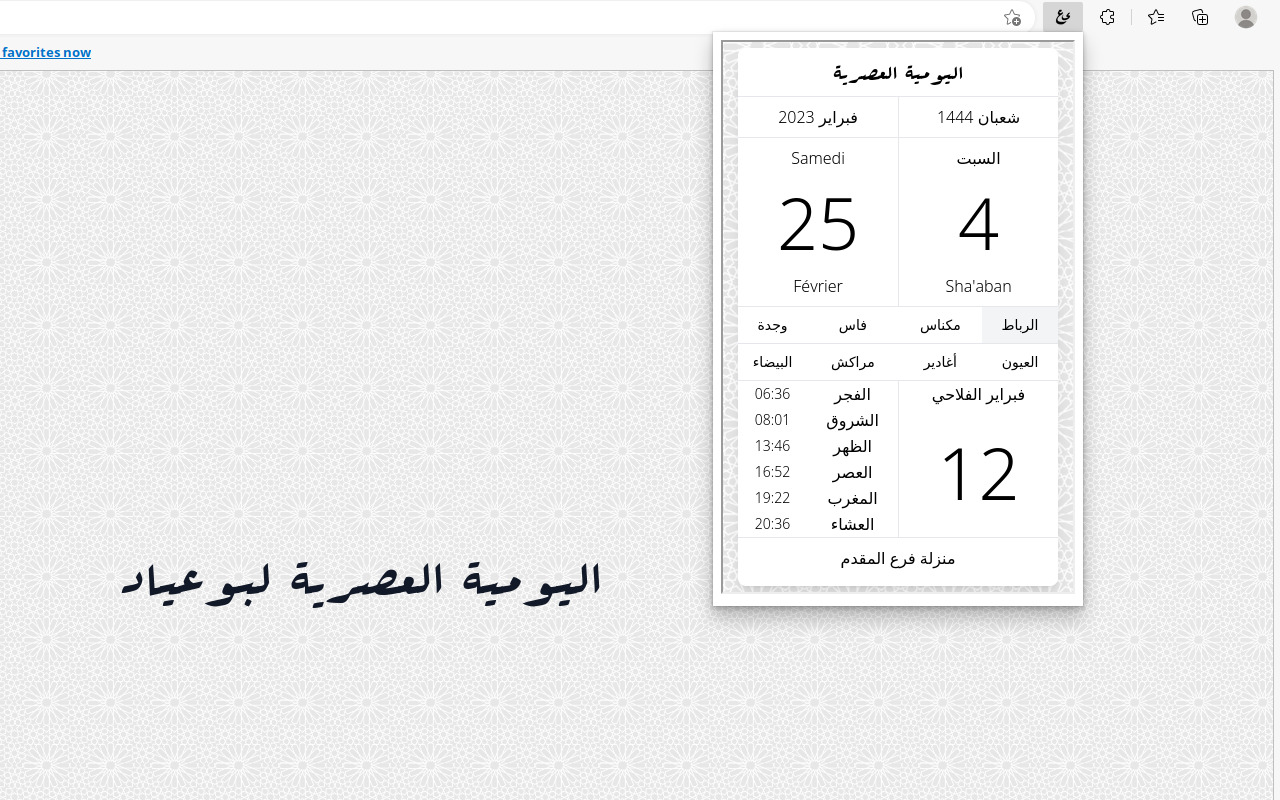 favorites now
اليومية العصرية
شعبان 1444
فبراير 2023
السبت
Samedi
4
25
Sha'aban
Février
الرباط
مكناس
فاس
وجدة
العيون
أغادير
مراكش
البيضاء
فبراير الفلاحي
12
الفجر 06:36
الشروق 08:01
الظهر 13:46
العصر 16:52
المغرب 19:22
العشاء 20:36
منزلة فرع المقدم
اليومية العصرية لبوعياد